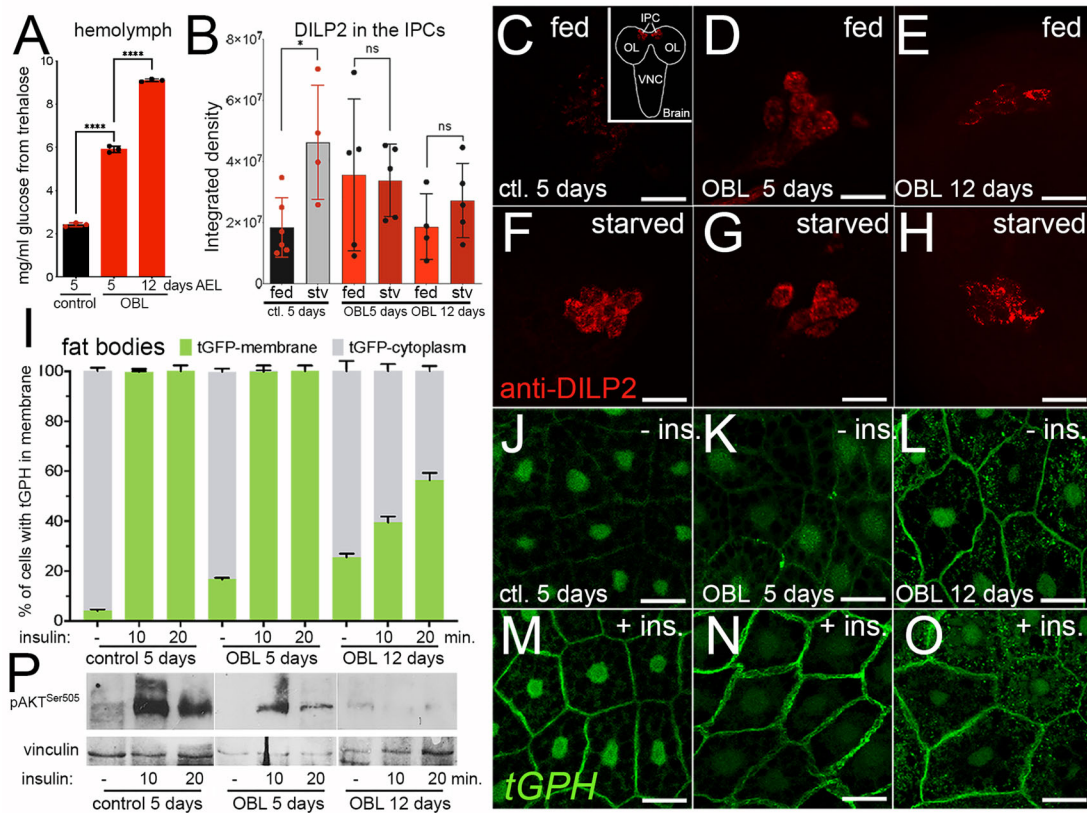 A hemolymph
mg/ml glucose from trehalose
10
8
6
4
2
0
****
****
5 5 12 days AEL
control OBL
B DILP2 in the IPCs
Integrated density
8×10⁷
6×10⁷
4×10⁷
2×10⁷
0
* ns ns
fed stv fed stv fed stv
ctl. 5 days OBL5 days OBL 12 days
C fed
IPC
OL OL
VNC
Brain
ctl. 5 days
D fed
OBL 5 days
E fed
OBL 12 days
F starved
anti-DILP2
G starved
H starved
I fat bodies
tGFP-membrane tGFP-cytoplasm
% of cells with tGPH in membrane
100
80
60
40
20
0
insulin: - 10 20 - 10 20 - 10 20 min.
control 5 days OBL 5 days OBL 12 days
J - ins.
ctl. 5 days
K - ins.
OBL 5 days
L - ins.
OBL 12 days
M + ins.
tGPH
N + ins.
O + ins.
P
pAKT^Ser505
vinculin
insulin: - 10 20 - 10 20 - 10 20 min.
control 5 days OBL 5 days OBL 12 days